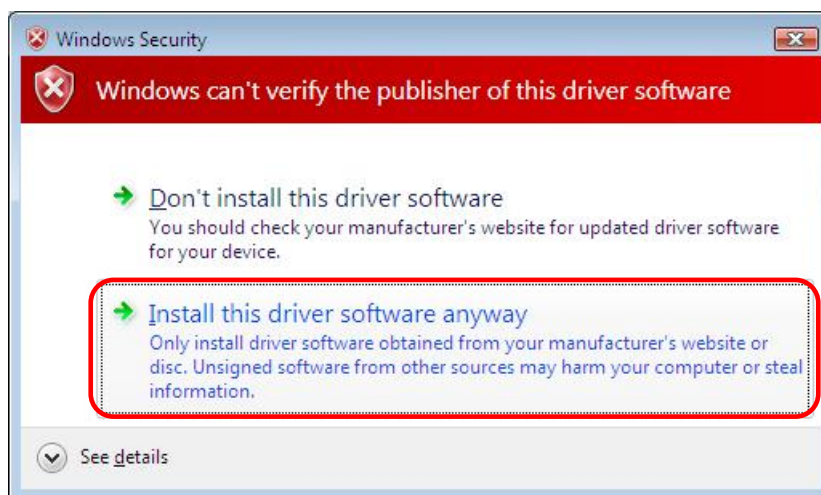 Windows Security
Windows can't verify the publisher of this driver software
Don't install this driver software
You should check your manufacturer's website for updated driver software
for your device.
Install this driver software anyway
Only install driver software obtained from your manufacturer's website or
disc. Unsigned software from other sources may harm your computer or steal
information.
See details